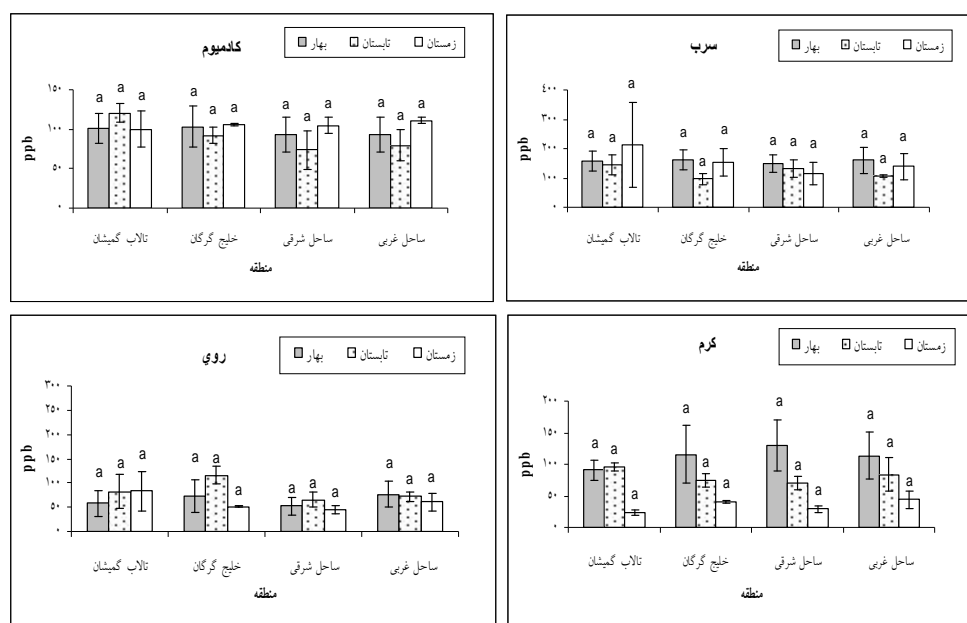 کادمیوم
بهار تابستان زمستان
ppb
۱۵۰
۱۰۰
۵۰
۰
a a a a a a a a a a a a
تالاب گمیشان خلیج گرگان ساحل شرقی ساحل غربی
منطقه
سرب
بهار تابستان زمستان
ppb
۴۰۰
۳۰۰
۲۰۰
۱۰۰
۰
a a a a a a a a a a a a
تالاب گمیشان خلیج گرگان ساحل شرقی ساحل غربی
منطقه
روي
بهار تابستان زمستان
ppb
۳۰۰
۲۵۰
۲۰۰
۱۵۰
۱۰۰
۵۰
۰
a a a a a a a a a a a a
تالاب گمیشان خلیج گرگان ساحل شرقی ساحل غربی
منطقه
کرم
بهار تابستان زمستان
ppb
۲۰۰
۱۵۰
۱۰۰
۵۰
۰
a a a a a a a a a a a a
تالاب گمیشان خلیج گرگان ساحل شرقی ساحل غربی
منطقه